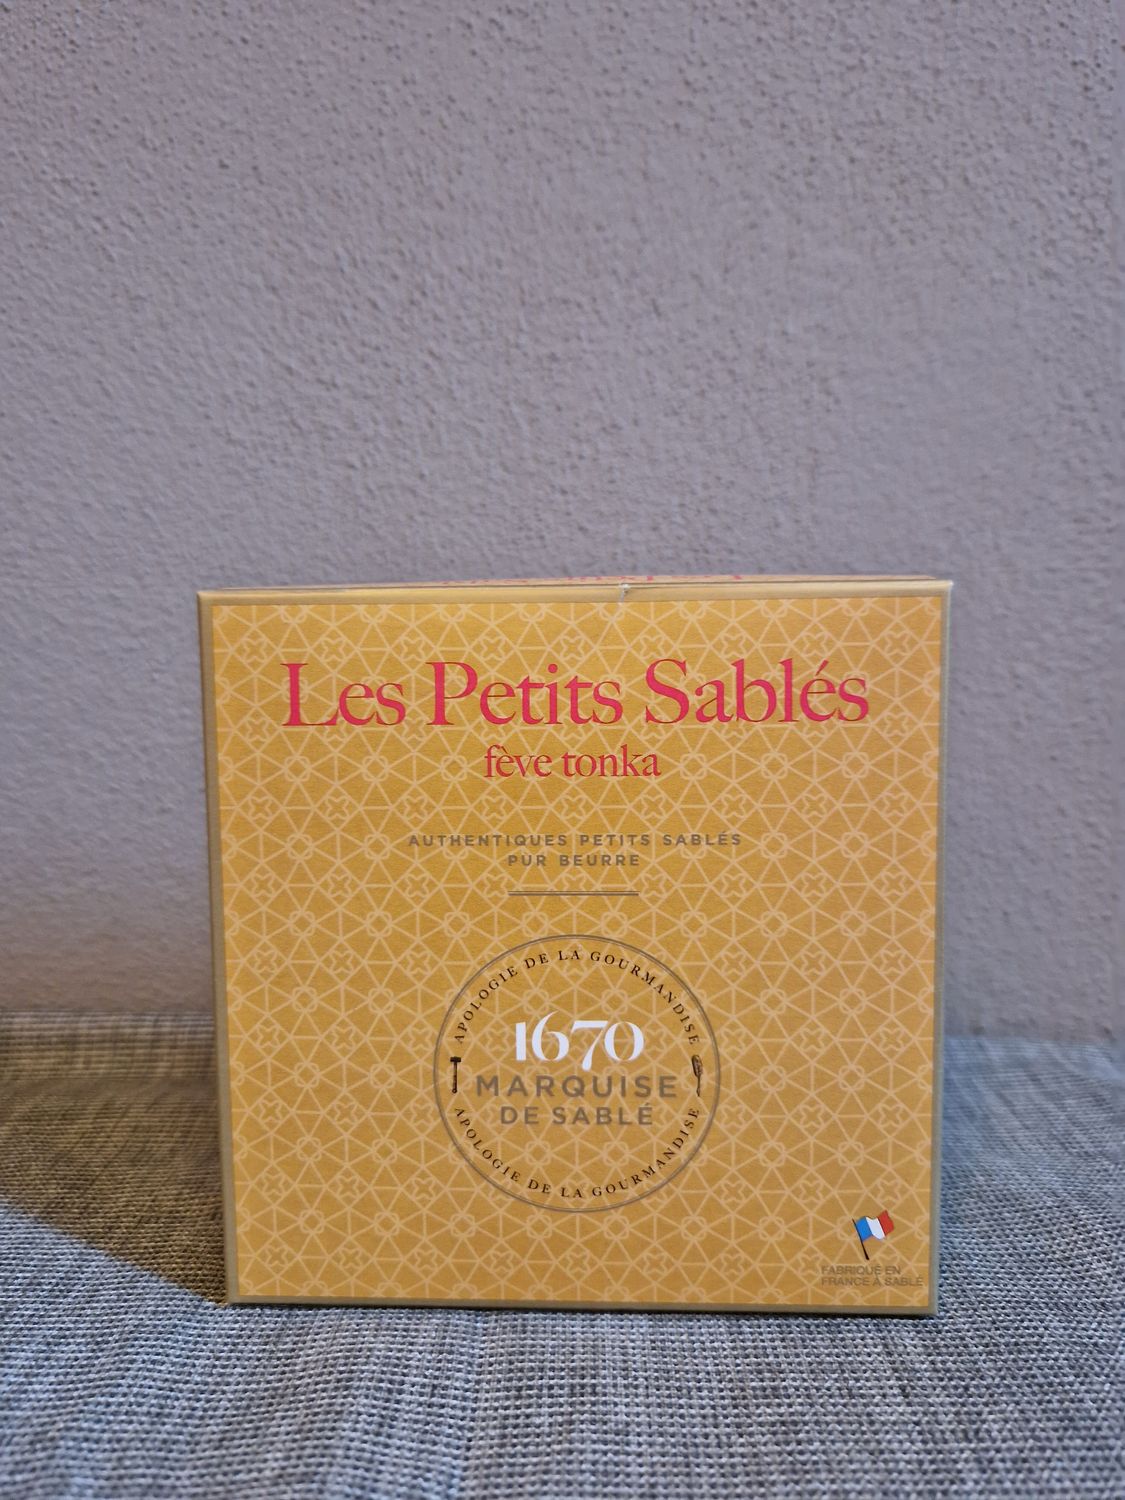 Les Petits Sablés
fève tonka
AUTHENTIQUES PETITS SABLÉS
PUR BEURRE
APOLOGIE DE LA GOURMANDISE
1670
MARQUISE
DE SABLÉ
APOLOGIE DE LA GOURMANDISE
FABRIQUÉ EN
FRANCE À SABLÉ